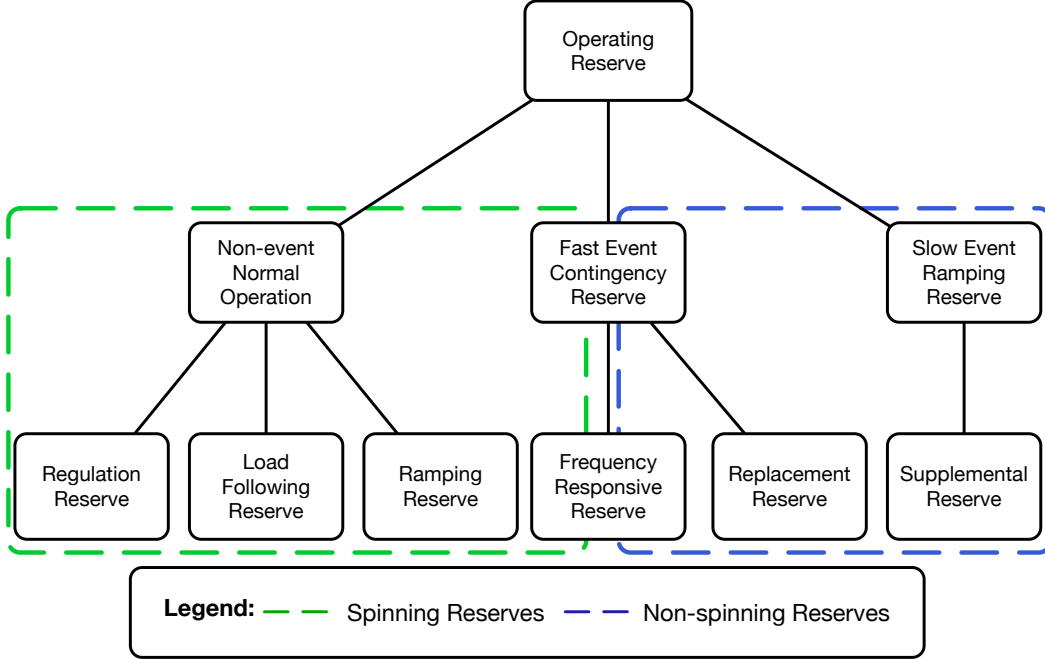 Operating
Reserve
Non-event
Normal
Operation
Fast Event
Contingency
Reserve
Slow Event
Ramping
Reserve
Regulation
Reserve
Load
Following
Reserve
Ramping
Reserve
Frequency
Responsive
Reserve
Replacement
Reserve
Supplemental
Reserve
Legend: Spinning Reserves Non-spinning Reserves